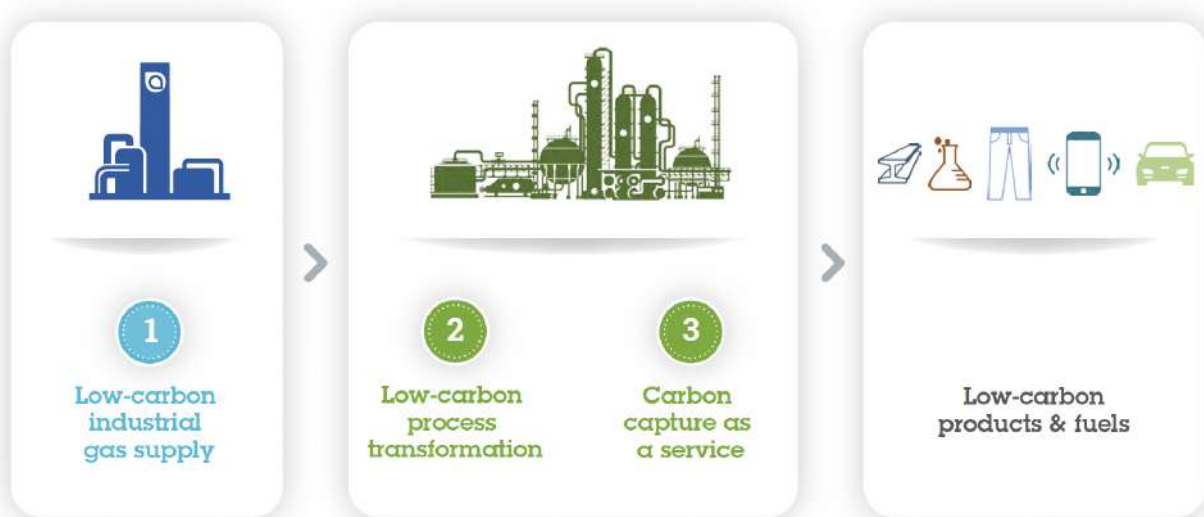 1
Low-carbon
industrial
gas supply
2
Low-carbon
process
transformation
3
Carbon
capture as
a service
Low-carbon
products & fuels